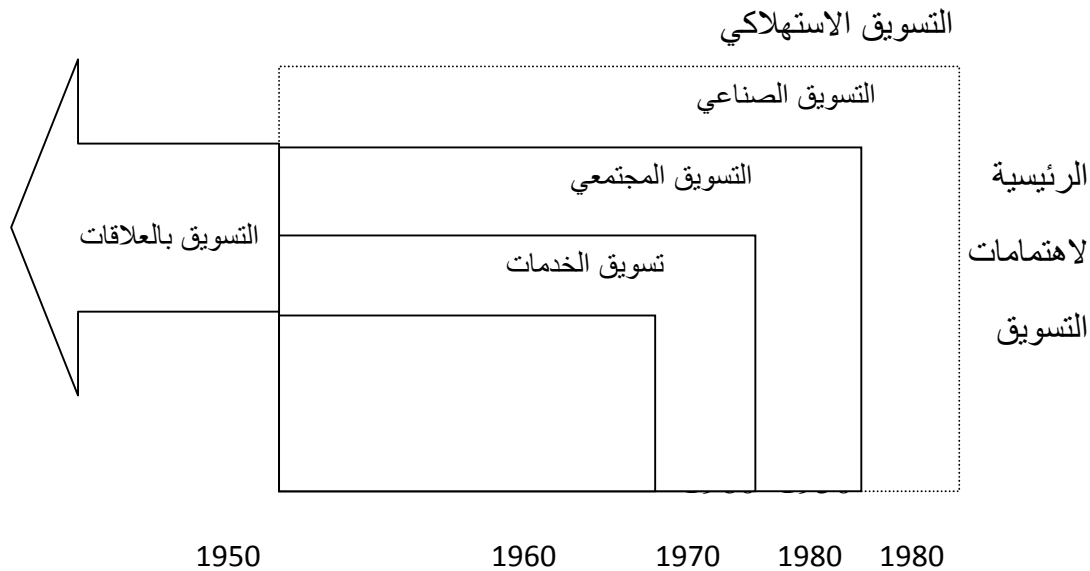 التسويق الاستهلاكي
التسويق الصناعي
التسويق المجتمعي
الرئيسية
التسويق بالعلاقات
تسويق الخدمات
لاهتمامات
التسويق
1950 1960 1970 1980 1980